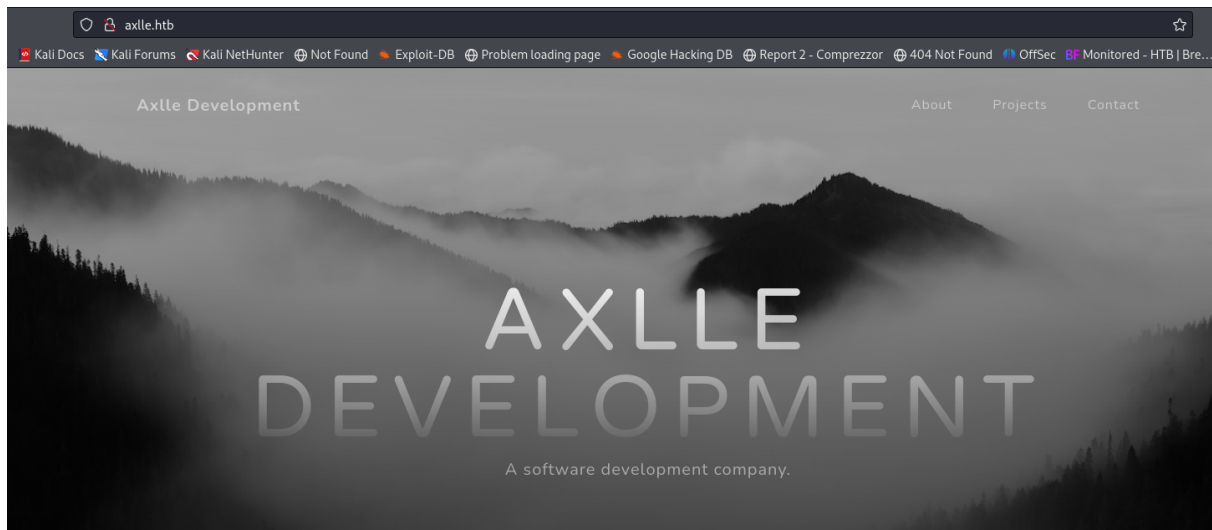 axlle.htb
Kali Docs Kali Forums Kali NetHunter Not Found Exploit-DB Problem loading page Google Hacking DB Report 2 - Comprezzor 404 Not Found OffSec BF Monitored - HTB | Bre...
Axlle Development About Projects Contact
AXLLE
DEVELOPMENT
A software development company.